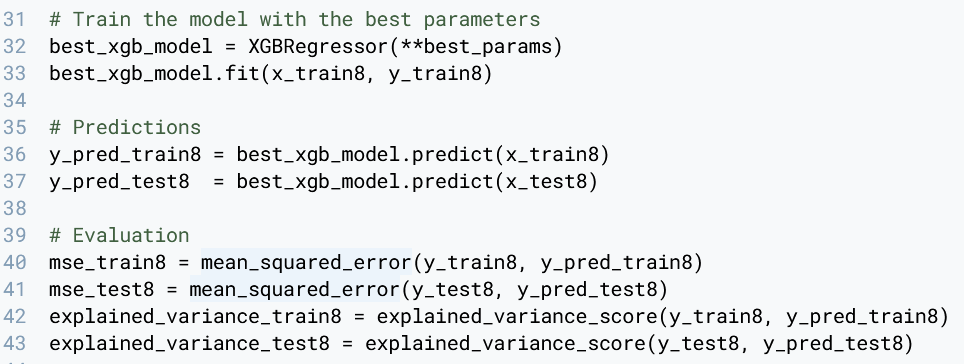 31 # Train the model with the best parameters
32 best_xgb_model = XGBRegressor(**best_params)
33 best_xgb_model.fit(x_train8, y_train8)
34
35 # Predictions
36 y_pred_train8 = best_xgb_model.predict(x_train8)
37 y_pred_test8  = best_xgb_model.predict(x_test8)
38
39 # Evaluation
40 mse_train8 = mean_squared_error(y_train8, y_pred_train8)
41 mse_test8 = mean_squared_error(y_test8, y_pred_test8)
42 explained_variance_train8 = explained_variance_score(y_train8, y_pred_train8)
43 explained_variance_test8 = explained_variance_score(y_test8, y_pred_test8)